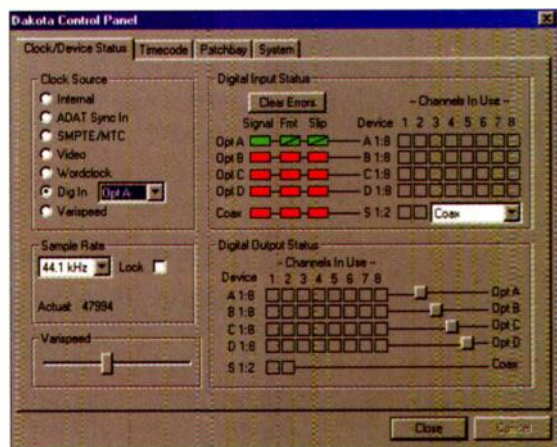 Dakota Control Panel
Clock/Device Status Timecode Patchbay System
Clock Source
Internal
ADAT Sync In
SMPTE/MTC
Video
Wordclock
Dig In Opt A
Varispeed
Sample Rate
44.1 kHz Lock
Actual: 47994
Varispeed
Digital Input Status
Clear Errors
- Channels In Use -
Signal Fmt Slip Device 1 2 3 4 5 6 7 8
Opt A A 1:8
Opt B B 1:8
Opt C C 1:8
Opt D D 1:8
Coax S 1:2 Coax
Digital Output Status
- Channels In Use -
Device 1 2 3 4 5 6 7 8
A 1:8 Opt A
B 1:8 Opt B
C 1:8 Opt C
D 1:8 Opt D
S 1:2 Coax
Close Cancel